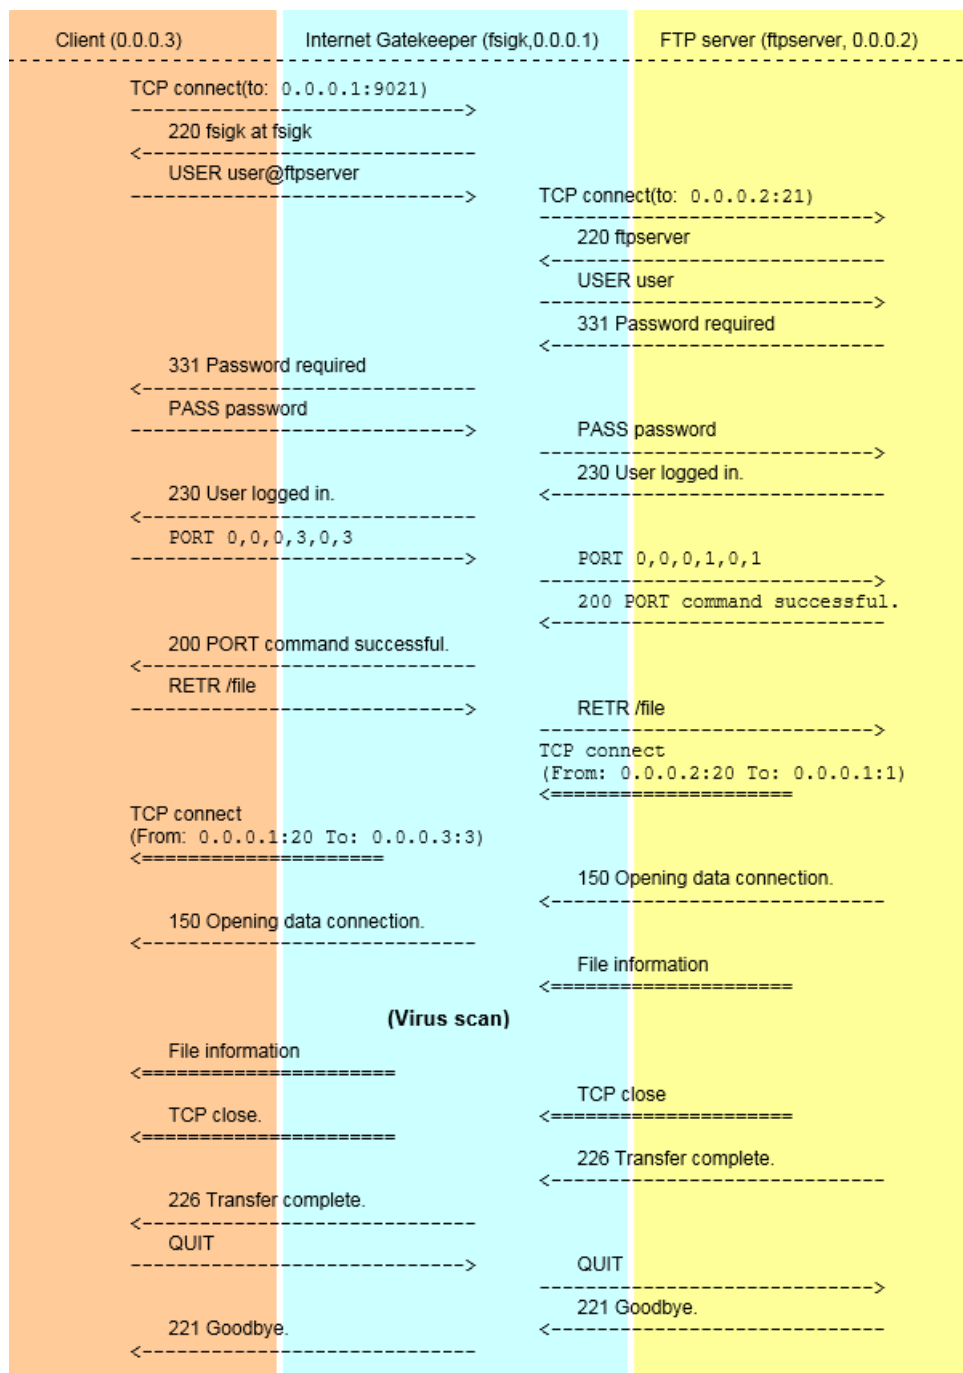 Client (0.0.0.3) Internet Gatekeeper (fsigk,0.0.0.1) FTP server (ftpserver, 0.0.0.2)
TCP connect(to: 0.0.0.1:9021)
220 fsigk at fsigk
USER user@ftpserver
TCP connect(to: 0.0.0.2:21)
220 ftpserver
USER user
331 Password required
331 Password required
PASS password
PASS password
230 User logged in.
230 User logged in.
PORT 0,0,0,3,0,3
PORT 0,0,0,1,0,1
200 PORT command successful.
200 PORT command successful.
RETR /file
RETR /file
TCP connect
(From: 0.0.0.2:20 To: 0.0.0.1:1)
TCP connect
(From: 0.0.0.1:20 To: 0.0.0.3:3)
150 Opening data connection.
150 Opening data connection.
File information
(Virus scan)
File information
TCP close
TCP close.
226 Transfer complete.
226 Transfer complete.
QUIT
QUIT
221 Goodbye.
221 Goodbye.